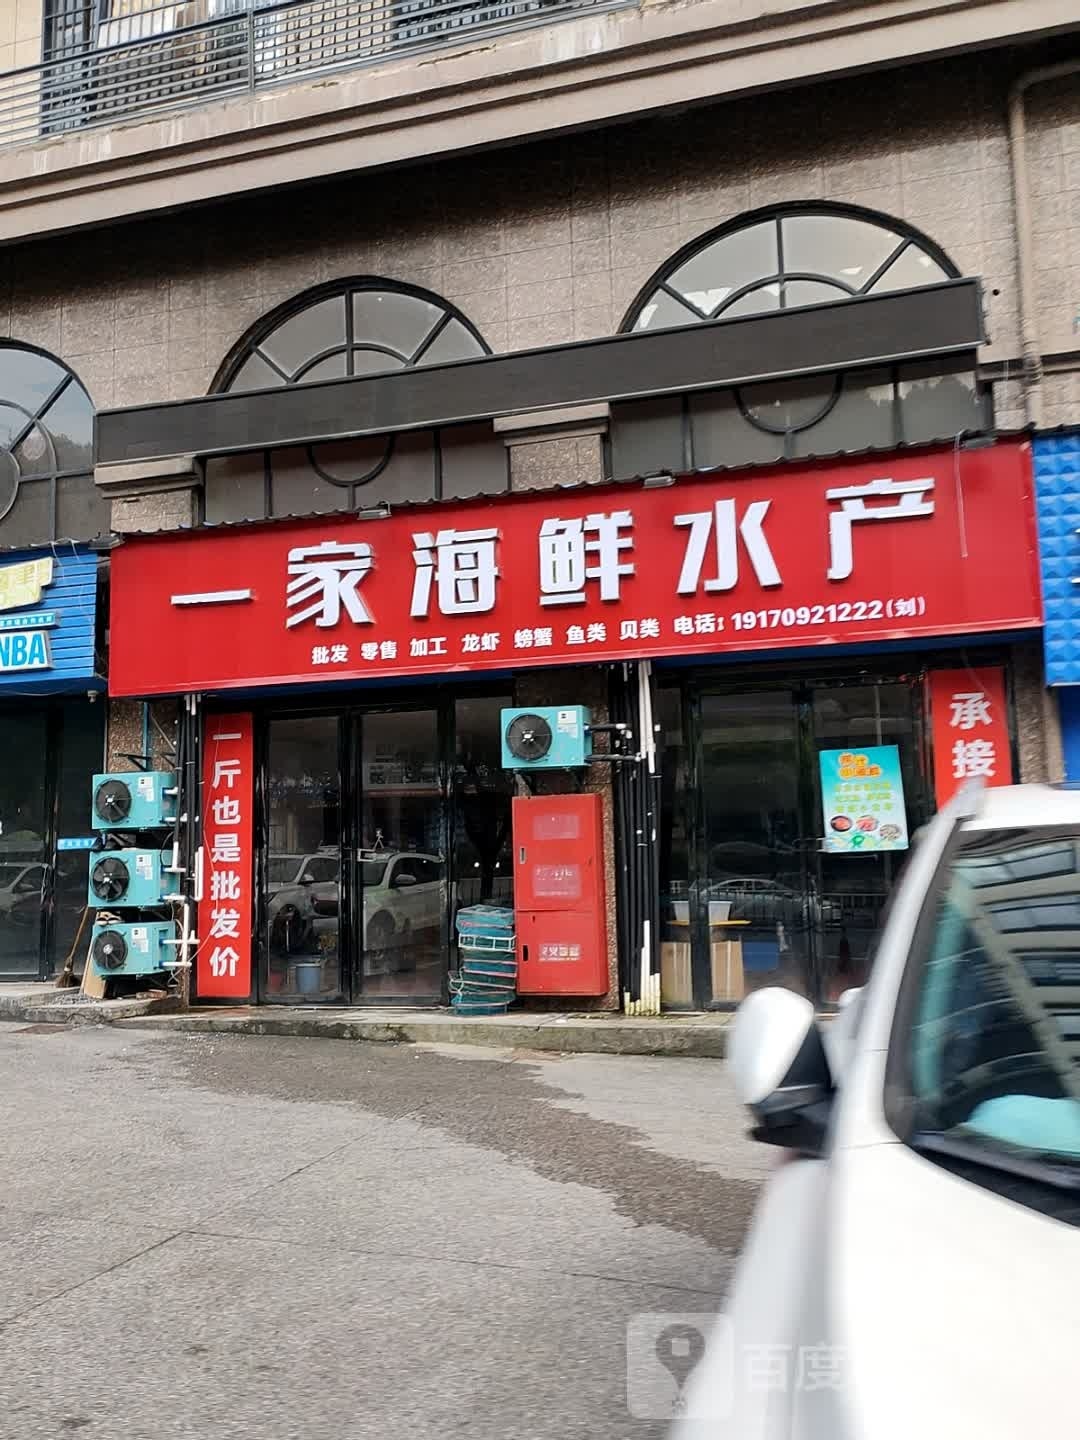 一家海鲜水产
批发 零售 加工 龙虾 螃蟹 鱼类 贝类 电话: 19170921222(刘)
NBA
一斤也是批发价
承接
百度